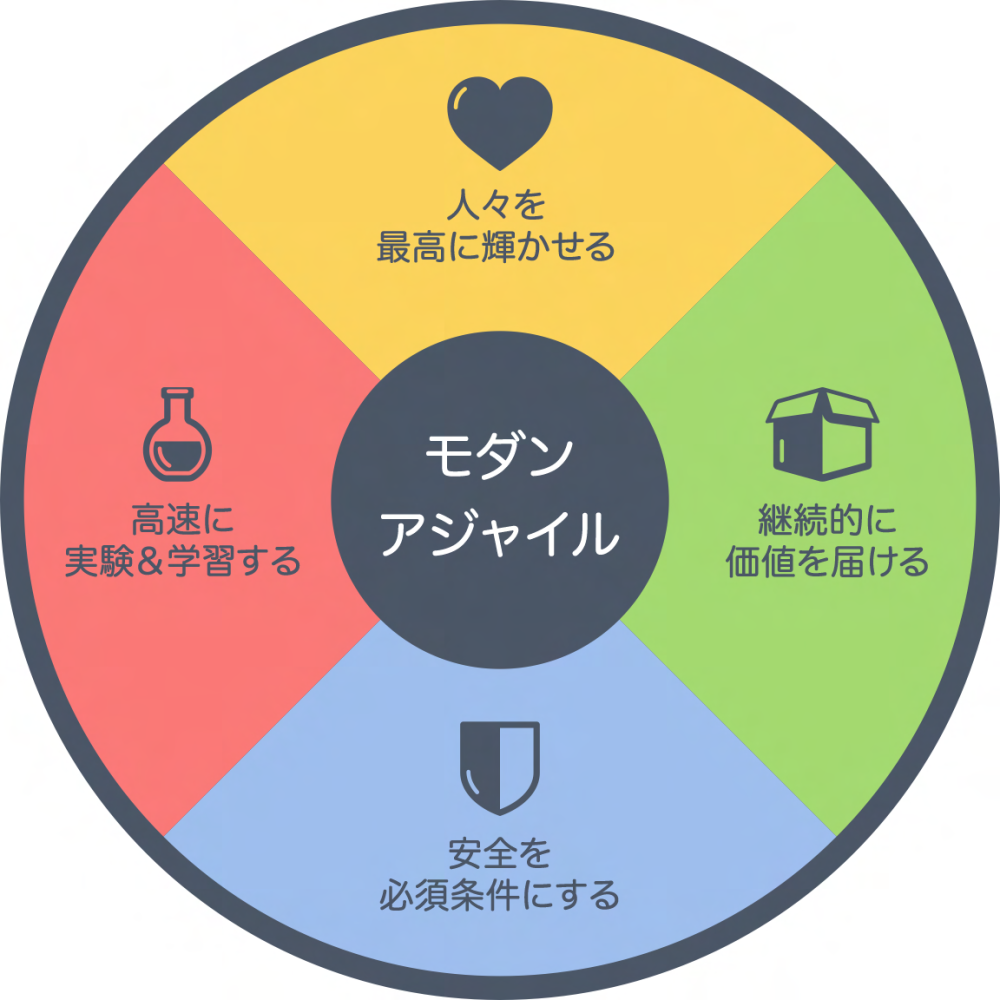 人々を
最高に輝かせる
高速に
実験&学習する
モダン
アジャイル
継続的に
価値を届ける
安全を
必須条件にする